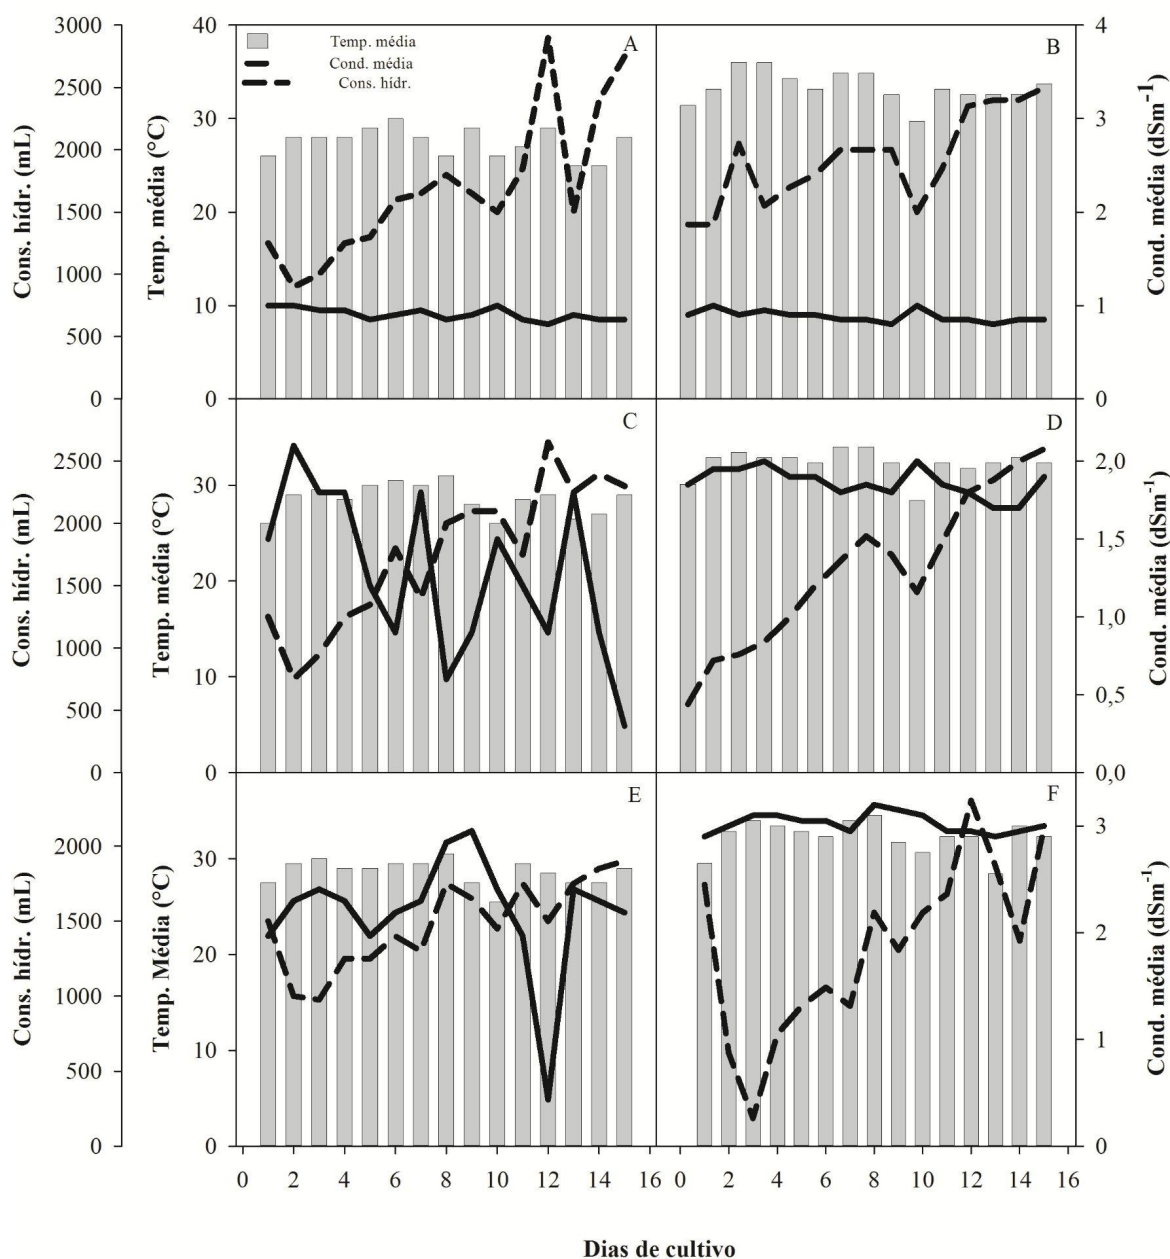 Cons. hídr. (mL)
3000
2500
2000
1500
1000
500
0
Temp. média (°C)
40
30
20
10
0
Temp. média
Cond. média
Cons. hídr.
A
B
4
3
2
1
0
Cond. média (dSm-1)
Cons. hídr. (mL)
2500
2000
1500
1000
500
0
Temp. média (°C)
30
20
10
0
C
D
2,0
1,5
1,0
0,5
0,0
Cond. média (dSm-1)
Cons. hídr. (mL)
2000
1500
1000
500
0
Temp. Média (°C)
30
20
10
0
E
F
3
2
1
0
Cond. média (dSm-1)
0 2 4 6 8 10 12 14 16 0 2 4 6 8 10 12 14 16
Dias de cultivo